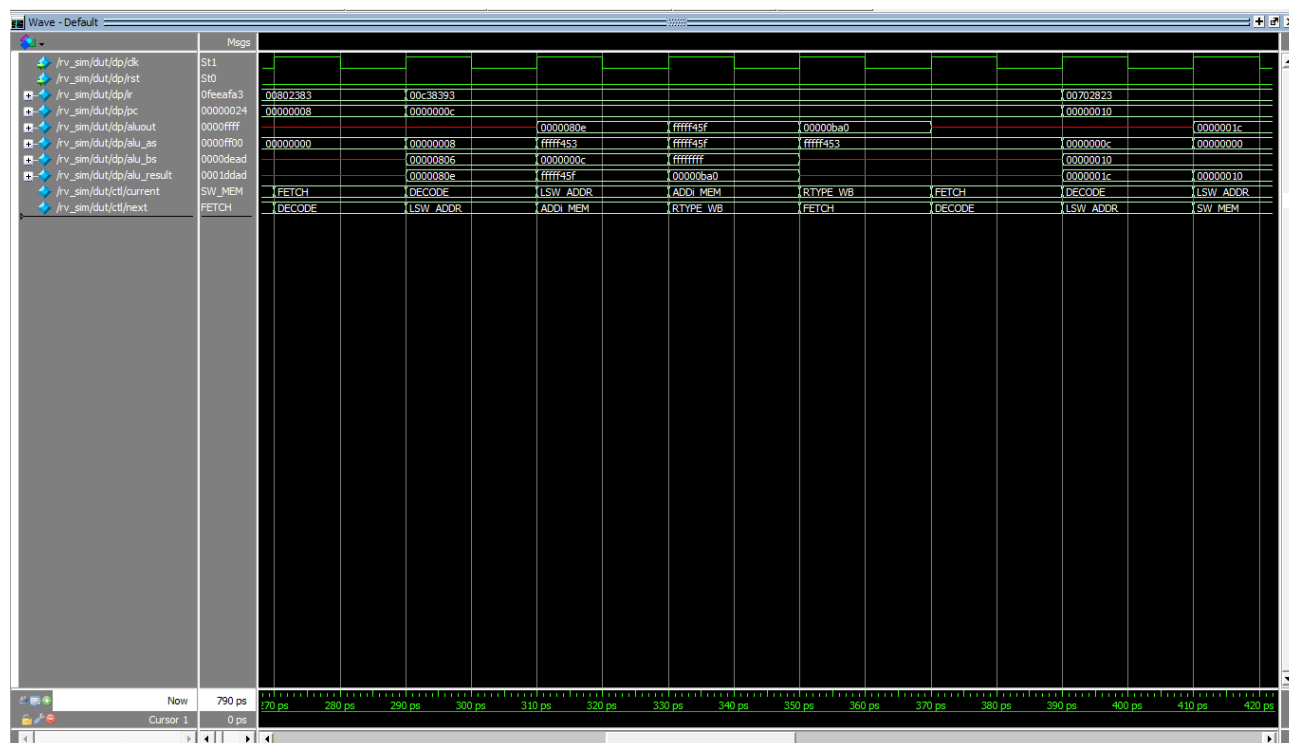 Wave - Default
Msgs
/rv_sim/dut/dp/clk St1
/rv_sim/dut/dp/rst St0
/rv_sim/dut/dp/ir 0feeafa3 00802383 00c38393 00702823
/rv_sim/dut/dp/pc 00000024 00000008 0000000c 00000010
/rv_sim/dut/dp/aluout 0000ffff 0000080e fffff45f 00000ba0 0000001c
/rv_sim/dut/dp/alu_as 0000ff00 00000000 00000008 fffff453 fffff45f fffff453 0000000c 00000000
/rv_sim/dut/dp/alu_bs 0000dead 00000806 0000000c ffffffff 00000010
/rv_sim/dut/dp/alu_result 0001ddad 0000080e fffff45f 00000ba0 0000001c 00000010
/rv_sim/dut/ctl/current SW_MEM FETCH DECODE LSW_ADDR ADDi_MEM RTYPE_WB FETCH DECODE LSW_ADDR
/rv_sim/dut/ctl/next FETCH DECODE LSW_ADDR ADDi_MEM RTYPE_WB FETCH DECODE LSW_ADDR SW_MEM
Now 790 ps 270 ps 280 ps 290 ps 300 ps 310 ps 320 ps 330 ps 340 ps 350 ps 360 ps 370 ps 380 ps 390 ps 400 ps 410 ps 420 ps
Cursor 1 0 ps